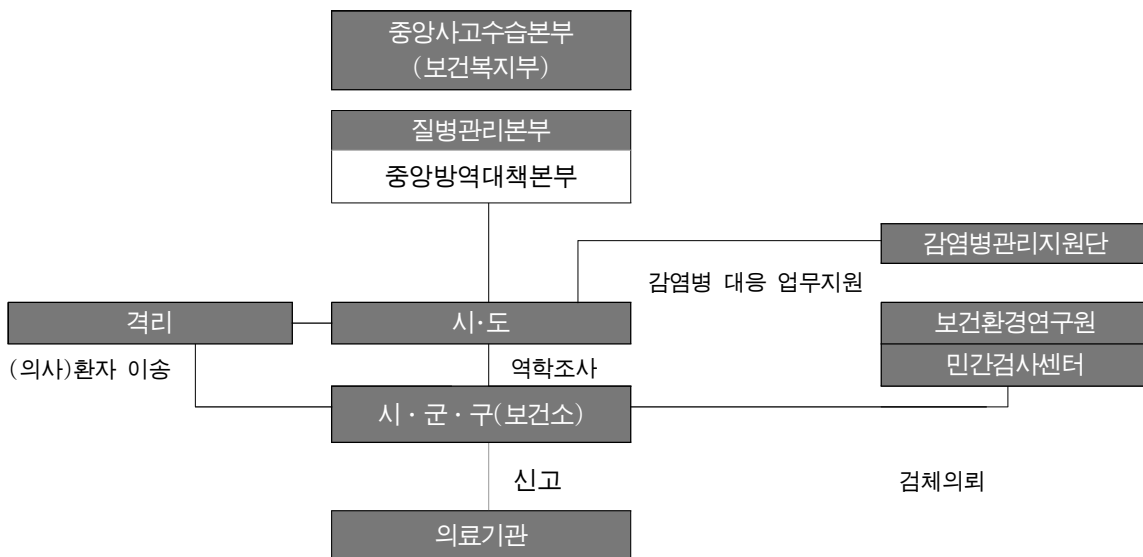 중앙사고수습본부
(보건복지부)
질병관리본부
중앙방역대책본부
감염병관리지원단
감염병 대응 업무지원
격리
시·도
보건환경연구원
(의사)환자 이송
역학조사
민간검사센터
시·군·구(보건소)
신고
검체의뢰
의료기관